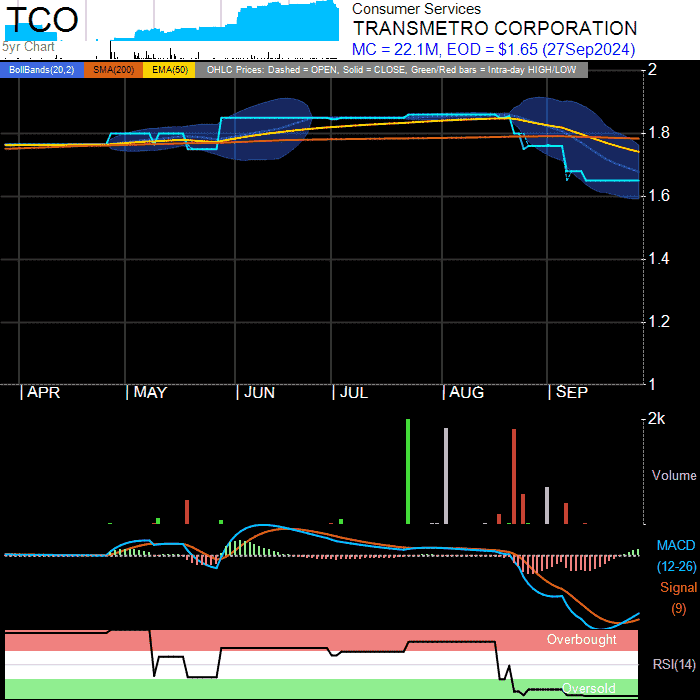 TCO
5yr Chart
Consumer Services
TRANSMETRO CORPORATION
MC = 22.1M, EOD = $1.65 (27Sep2024)
BollBands(20,2) SMA(200) EMA(50) OHLC Prices: Dashed = OPEN, Solid = CLOSE, Green/Red bars = Intra-day HIGH/LOW
2
1.8
1.6
1.4
1.2
1
APR MAY JUN JUL AUG SEP
2k
Volume
MACD
(12-26)
Signal
(9)
Overbought
RSI(14)
Oversold